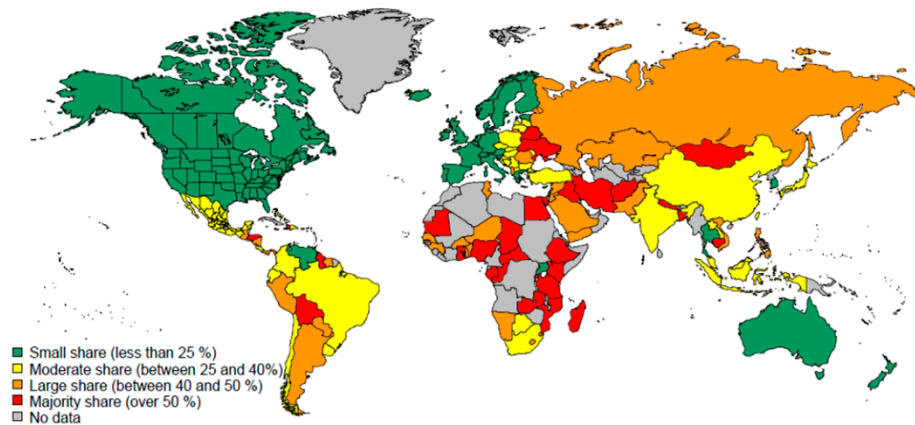 Small share (less than 25 %)
Moderate share (between 25 and 40%)
Large share (between 40 and 50 %)
Majority share (over 50 %)
No data